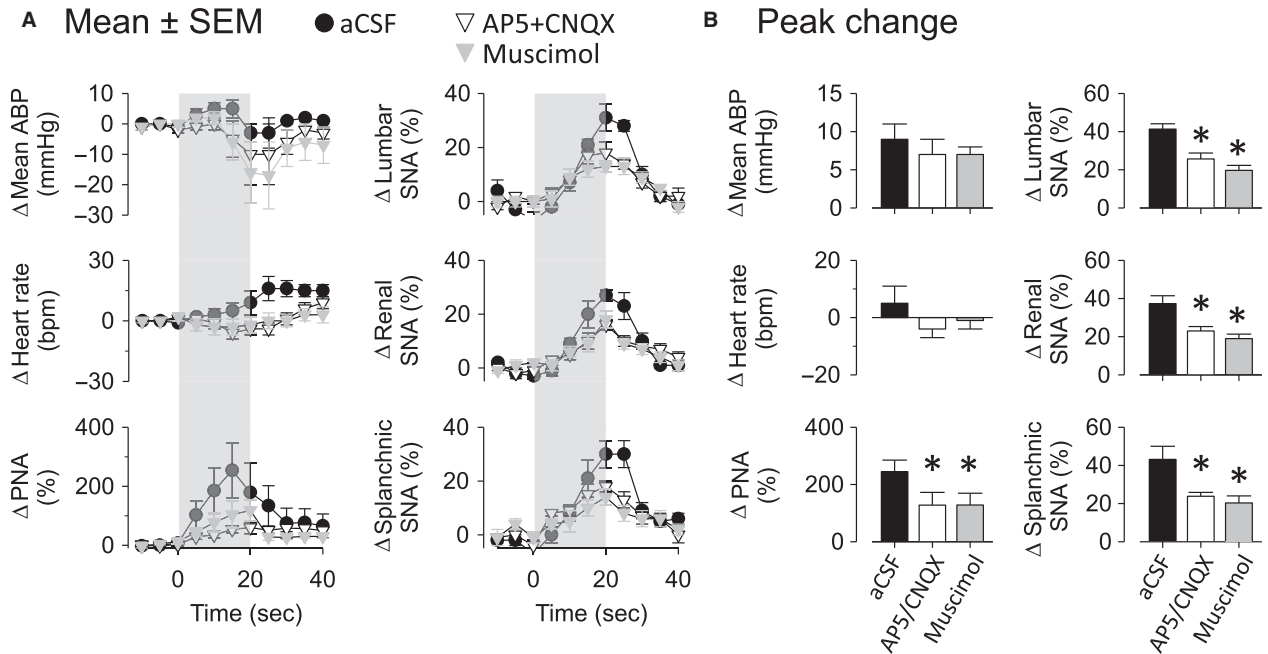 A Mean ± SEM
aCSF
AP5+CNQX
Muscimol
Δ Mean ABP
(mmHg)
10
0
−10
−20
−30
Δ Lumbar
SNA (%)
40
20
0
Δ Heart rate
(bpm)
30
0
−30
Δ Renal
SNA (%)
40
20
0
Δ PNA
(%)
400
200
0
Δ Splanchnic
SNA (%)
40
20
0
0 20 40
Time (sec)
0 20 40
Time (sec)
B Peak change
Δ Mean ABP
(mmHg)
15
10
5
0
Δ Lumbar
SNA (%)
60
40
20
0
* *
Δ Heart rate
(bpm)
20
0
−20
Δ Renal
SNA (%)
60
40
20
0
* *
Δ PNA
(%)
400
200
0
* *
Δ Splanchnic
SNA (%)
60
40
20
0
* *
aCSF
AP5/CNQX
Muscimol
aCSF
AP5/CNQX
Muscimol